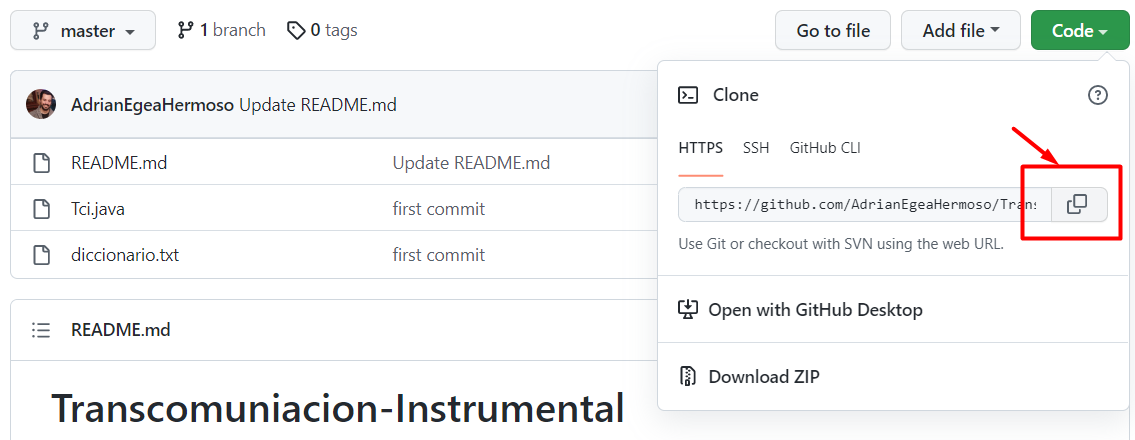 master 1 branch 0 tags Go to file Add file Code
AdrianEgeaHermoso Update README.md
README.md Update README.md
Tci.java first commit
diccionario.txt first commit
README.md
Transcomuniacion-Instrumental
Clone
HTTPS SSH GitHub CLI
https://github.com/AdrianEgeaHermoso/Trans
Use Git or checkout with SVN using the web URL.
Open with GitHub Desktop
Download ZIP